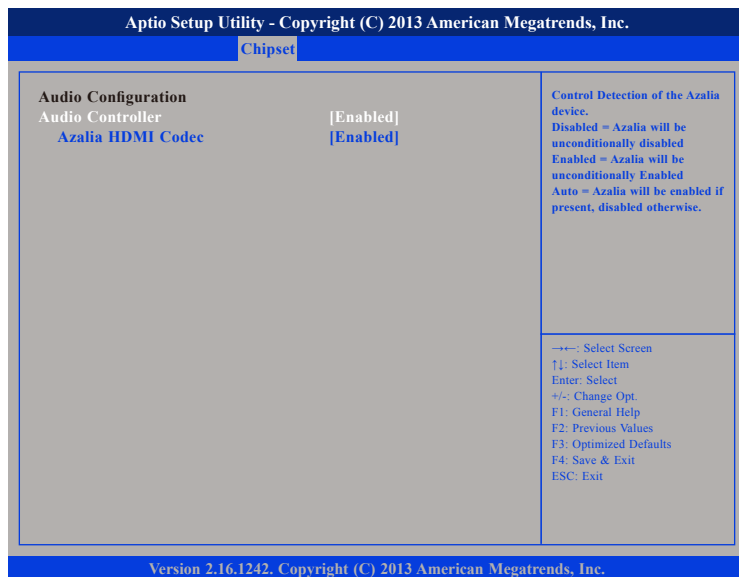 Aptio Setup Utility - Copyright (C) 2013 American Megatrends, Inc.
Chipset
Audio Configuration
Audio Controller [Enabled]
Azalia HDMI Codec [Enabled]
Control Detection of the Azalia
device.
Disabled = Azalia will be
unconditionally disabled
Enabled = Azalia will be
unconditionally Enabled
Auto = Azalia will be enabled if
present, disabled otherwise.
→←: Select Screen
↑↓: Select Item
Enter: Select
+/-: Change Opt.
F1: General Help
F2: Previous Values
F3: Optimized Defaults
F4: Save & Exit
ESC: Exit
Version 2.16.1242. Copyright (C) 2013 American Megatrends, Inc.